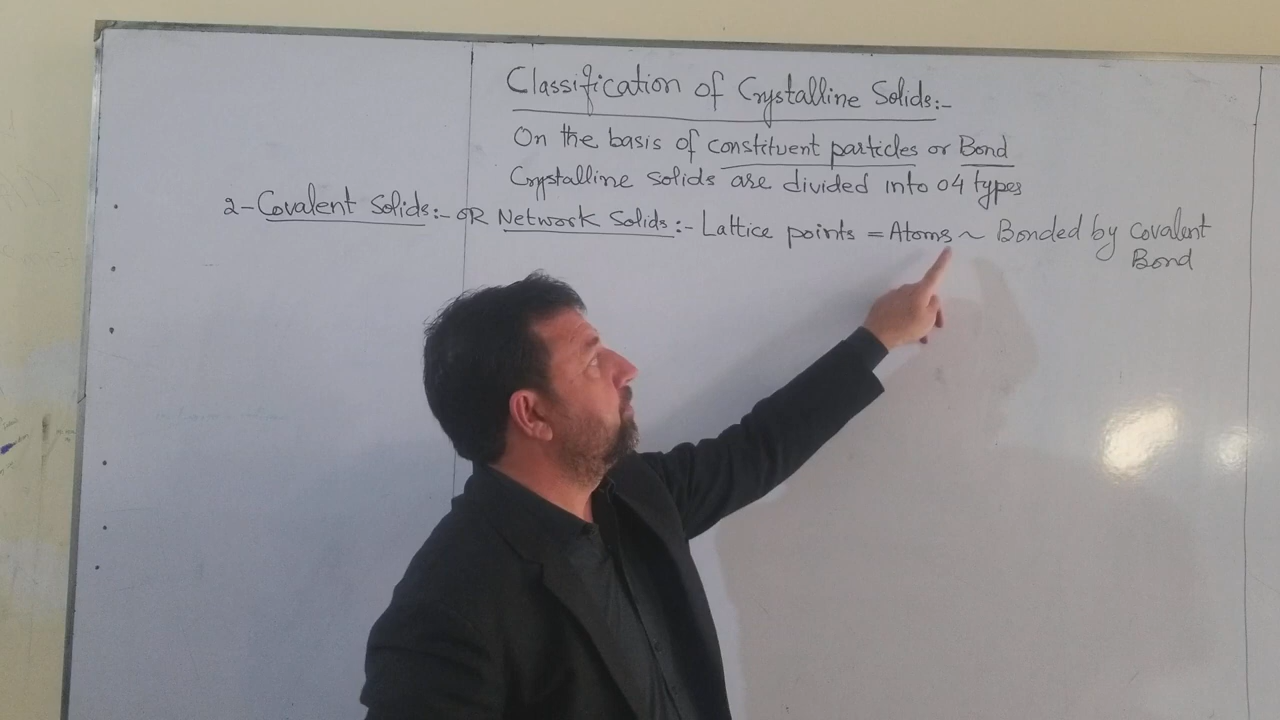 Classification of Crystalline Solids:-
On the basis of constituent particles or Bond
Crystalline solids are divided into 04 types
2-Covalent Solids:- OR Network Solids:- Lattice points = Atoms ~ Bonded by Covalent
Bond